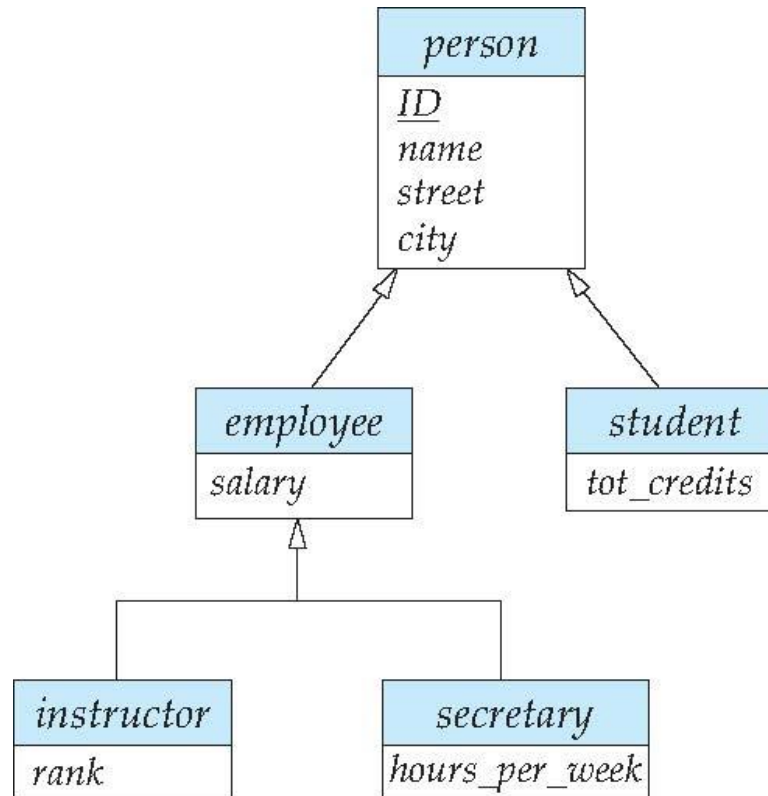 person
ID
name
street
city
employee
salary
student
tot_credits
instructor
rank
secretary
hours_per_week